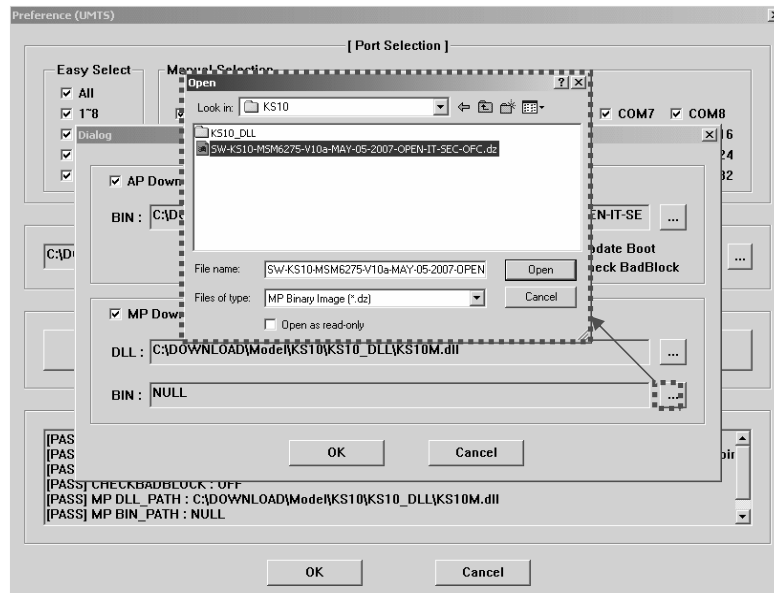 Preference (UMTS)
[ Port Selection ]
Easy Select
Manual Selection
All
1~8
COM7
COM8
16
24
32
Dialog
AP Down
BIN :
C:\D
EN-IT-SE
...
C:\D
...
Open
Look in:
KS10
KS10_DLL
SW-KS10-MSM6275-V10a-MAY-05-2007-OPEN-IT-SEC-OFC.dz
File name:
SW-KS10-MSM6275-V10a-MAY-05-2007-OPEN
Open
Files of type:
MP Binary Image (*.dz)
Cancel
Open as read-only
date Boot
eck BadBlock
MP Down
DLL :
C:\DOWNLOAD\Model\KS10\KS10_DLL\KS10M.dll
...
BIN :
NULL
...
OK
Cancel
[PAS
[PAS
[PAS
[PASS] CHECKBADBLOCK : OFF
[PASS] MP DLL_PATH : C:\DOWNLOAD\Model\KS10\KS10_DLL\KS10M.dll
[PASS] MP BIN_PATH : NULL
OK
Cancel